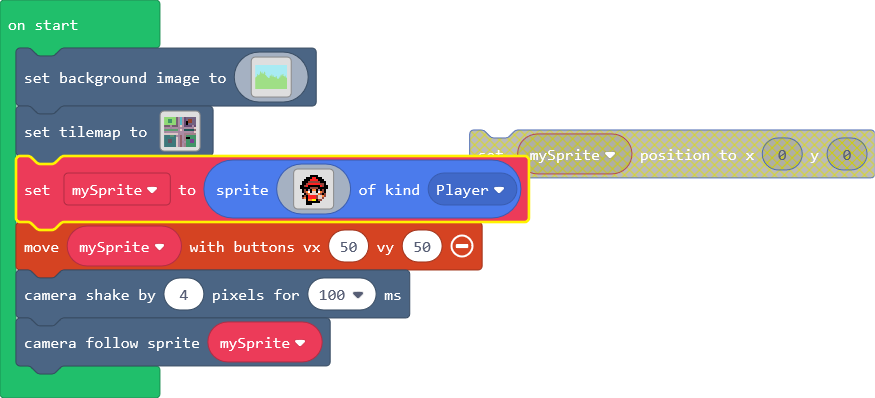 on start
set background image to
set tilemap to
set mySprite position to x 0 y 0
set mySprite to sprite of kind Player
move mySprite with buttons vx 50 vy 50
camera shake by 4 pixels for 100 ms
camera follow sprite mySprite